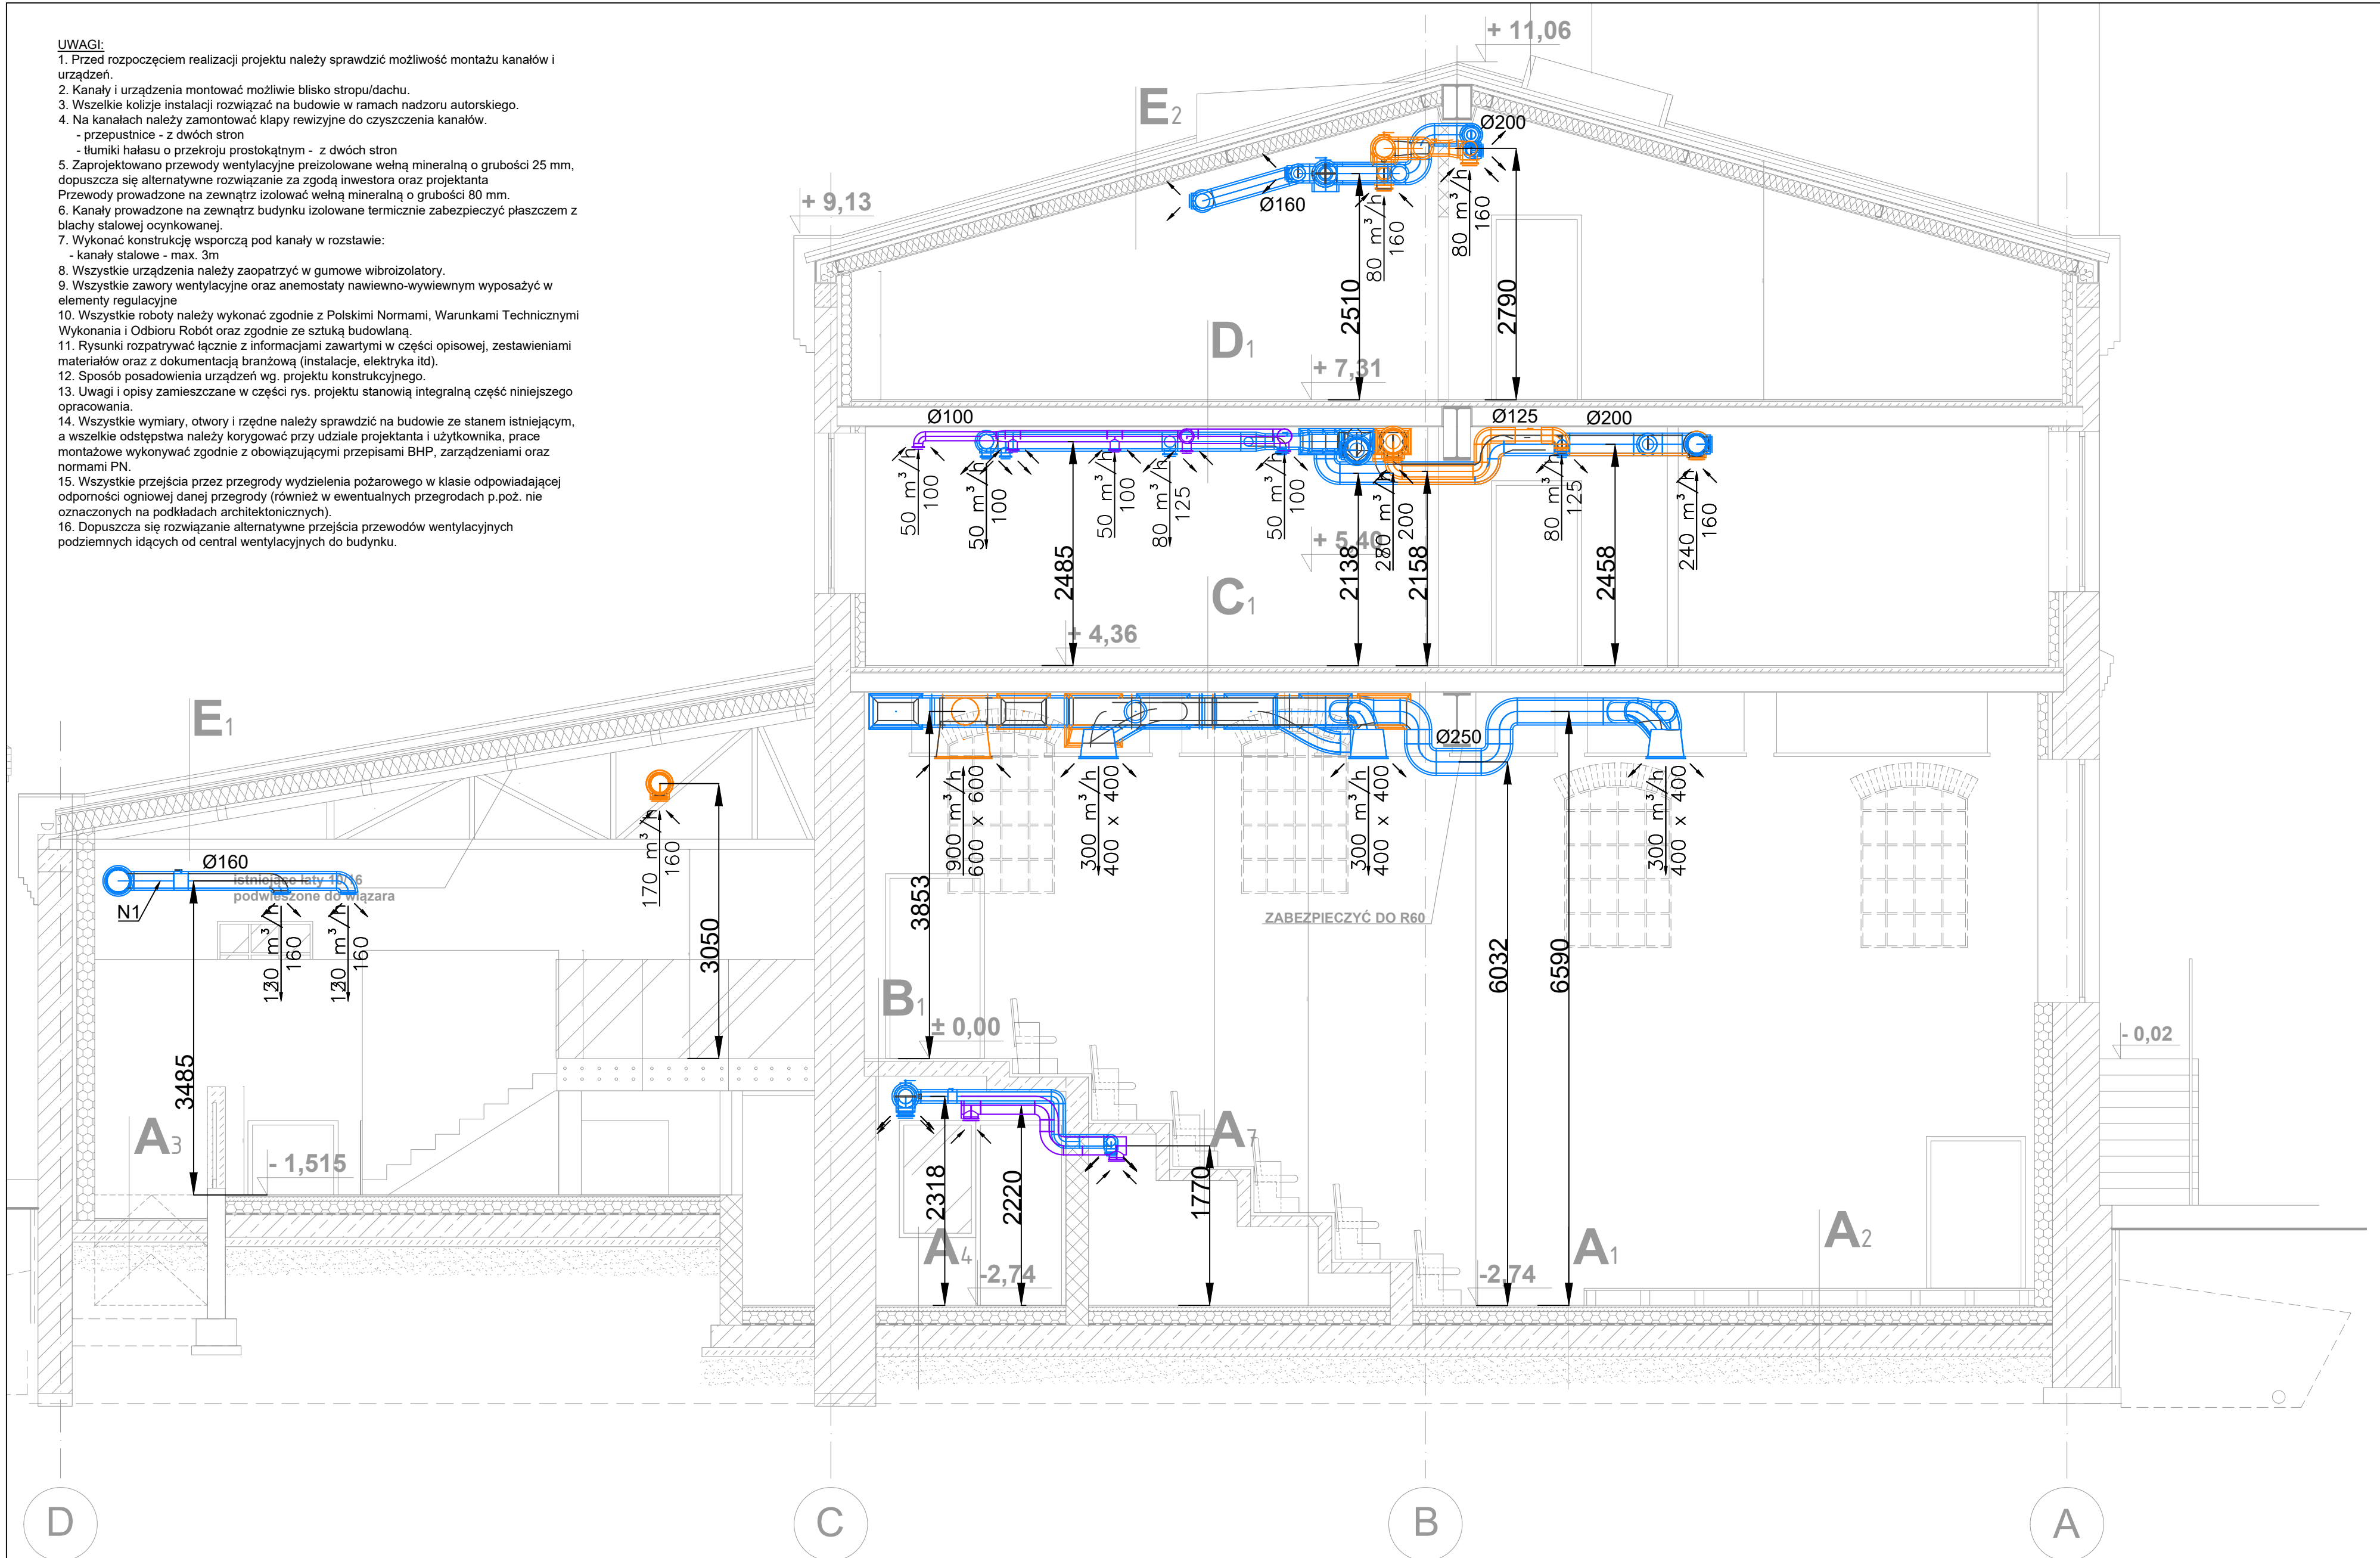 UWAGI:
1. Przed rozpoczęciem realizacji projektu należy sprawdzić możliwość montażu kanałów i
urządzeń.
2. Kanały i urządzenia montować możliwie blisko stropu/dachu.
3. Wszelkie kolizje instalacji rozwiązać na budowie w ramach nadzoru autorskiego.
4. Na kanałach należy zamontować klapy rewizyjne do czyszczenia kanałów.
- przepustnice - z dwóch stron
- tłumiki hałasu o przekroju prostokątnym - z dwóch stron
5. Zaprojektowano przewody wentylacyjne preizolowane wełną mineralną o grubości 25 mm,
dopuszcza się alternatywne rozwiązanie za zgodą inwestora oraz projektanta
Przewody prowadzone na zewnątrz izolować wełną mineralną o grubości 80 mm.
6. Kanały prowadzone na zewnątrz budynku izolowane termicznie zabezpieczyć płaszczem z
blachy stalowej ocynkowanej.
7. Wykonać konstrukcję wsporczą pod kanały w rozstawie:
- kanały stalowe - max. 3m
8. Wszystkie urządzenia należy zaopatrzyć w gumowe wibroizolatory.
9. Wszystkie zawory wentylacyjne oraz anemostaty nawiewno-wywiewnym wyposażyć w
elementy regulacyjne
10. Wszystkie roboty należy wykonać zgodnie z Polskimi Normami, Warunkami Technicznymi
Wykonania i Odbioru Robót oraz zgodnie ze sztuką budowlaną.
11. Rysunki rozpatrywać łącznie z informacjami zawartymi w części opisowej, zestawieniami
materiałów oraz z dokumentacją branżową (instalacje, elektryka itd).
12. Sposób posadowienia urządzeń wg. projektu konstrukcyjnego.
13. Uwagi i opisy zamieszczane w części rys. projektu stanowią integralną część niniejszego
opracowania.
14. Wszystkie wymiary, otwory i rzędne należy sprawdzić na budowie ze stanem istniejącym,
a wszelkie odstępstwa należy korygować przy udziale projektanta i użytkownika, prace
montażowe wykonywać zgodnie z obowiązującymi przepisami BHP, zarządzeniami oraz
normami PN.
15. Wszystkie przejścia przez przegrody wydzielenia pożarowego w klasie odpowiadającej
odporności ogniowej danej przegrody (również w ewentualnych przegrodach p.poż. nie
oznaczonych na podkładach architektonicznych).
16. Dopuszcza się rozwiązanie alternatywne przejścia przewodów wentylacyjnych
podziemnych idących od central wentylacyjnych do budynku.
+ 11,06
E2
Ø200
+ 9,13
Ø160
80 m³/h
160
80 m³/h
160
2510
2790
D1
+ 7,31
Ø100
Ø125
Ø200
50 m³/h
100
50 m³/h
100
50 m³/h
100
80 m³/h
125
50 m³/h
100
200
80 m³/h
125
240 m³/h
160
+ 5,40
2485
2138
2158
2458
C1
+ 4,36
E1
Ø250
900 m³/h
600 x 600
300 m³/h
400 x 400
300 m³/h
400 x 400
300 m³/h
400 x 400
170 m³/h
160
Ø160
istniejące łaty 10/16
podwieszone do wiązara
N1
130 m³/h
160
130 m³/h
160
3853
3050
ZABEZPIECZYĆ DO R60
6032
6590
B1
± 0,00
- 0,02
3485
A3
- 1,515
A7
2318
2220
1770
A4
-2,74
-2,74
A1
A2
D
C
B
A